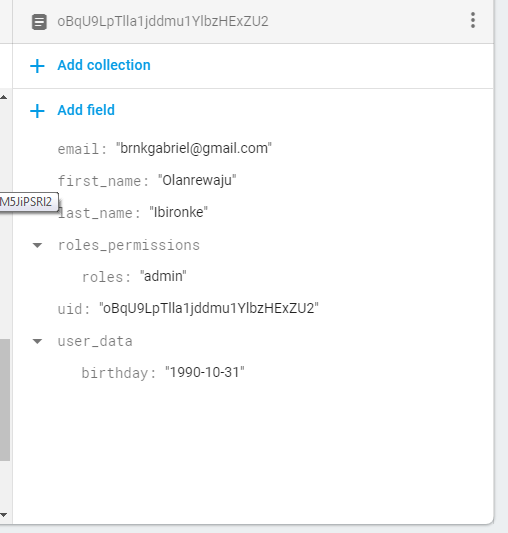 oBqU9LpTlla1jddmu1YlbzHExZU2
+ Add collection
+ Add field
email: "brnkgabriel@gmail.com"
first_name: "Olanrewaju"
M5JiPSRI2
last_name: "Ibironke"
roles_permissions
roles: "admin"
uid: "oBqU9LpTlla1jddmu1YlbzHExZU2"
user_data
birthday: "1990-10-31"